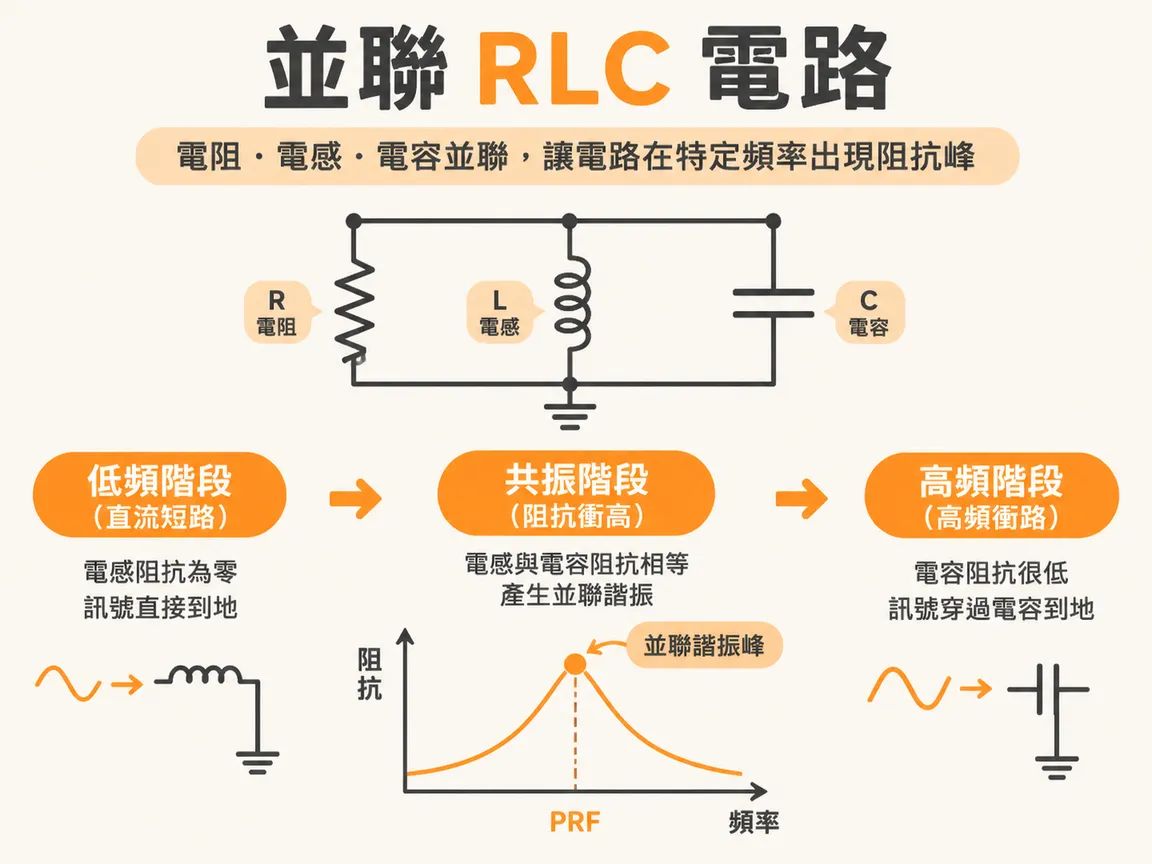 並聯 RLC 電路
電阻・電感・電容並聯，讓電路在特定頻率出現阻抗峰
R
電阻
L
電感
C
電容
低頻階段
（直流短路）
電感阻抗為零
訊號直接到地
共振階段
（阻抗衝高）
電感與電容阻抗相等
產生並聯諧振
高頻階段
（高頻衝路）
電容阻抗很低
訊號穿過電容到地
阻抗
並聯諧振峰
PRF
頻率